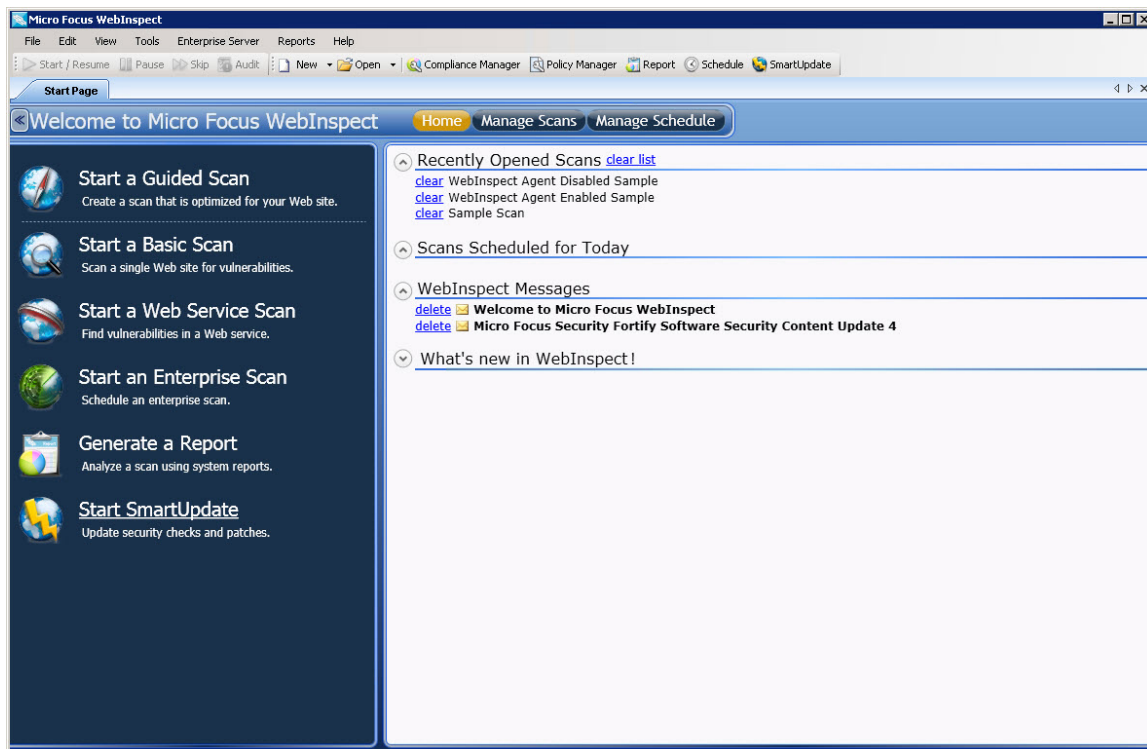 Micro Focus WebInspect
File Edit View Tools Enterprise Server Reports Help
Start / Resume Pause Skip Audit New Open Compliance Manager Policy Manager Report Schedule SmartUpdate
Start Page
Welcome to Micro Focus WebInspect Home Manage Scans Manage Schedule
Start a Guided Scan
Create a scan that is optimized for your Web site.
Start a Basic Scan
Scan a single Web site for vulnerabilities.
Start a Web Service Scan
Find vulnerabilities in a Web service.
Start an Enterprise Scan
Schedule an enterprise scan.
Generate a Report
Analyze a scan using system reports.
Start SmartUpdate
Update security checks and patches.
Recently Opened Scans clear list
clear WebInspect Agent Disabled Sample
clear WebInspect Agent Enabled Sample
clear Sample Scan
Scans Scheduled for Today
WebInspect Messages
delete Welcome to Micro Focus WebInspect
delete Micro Focus Security Fortify Software Security Content Update 4
What's new in WebInspect!